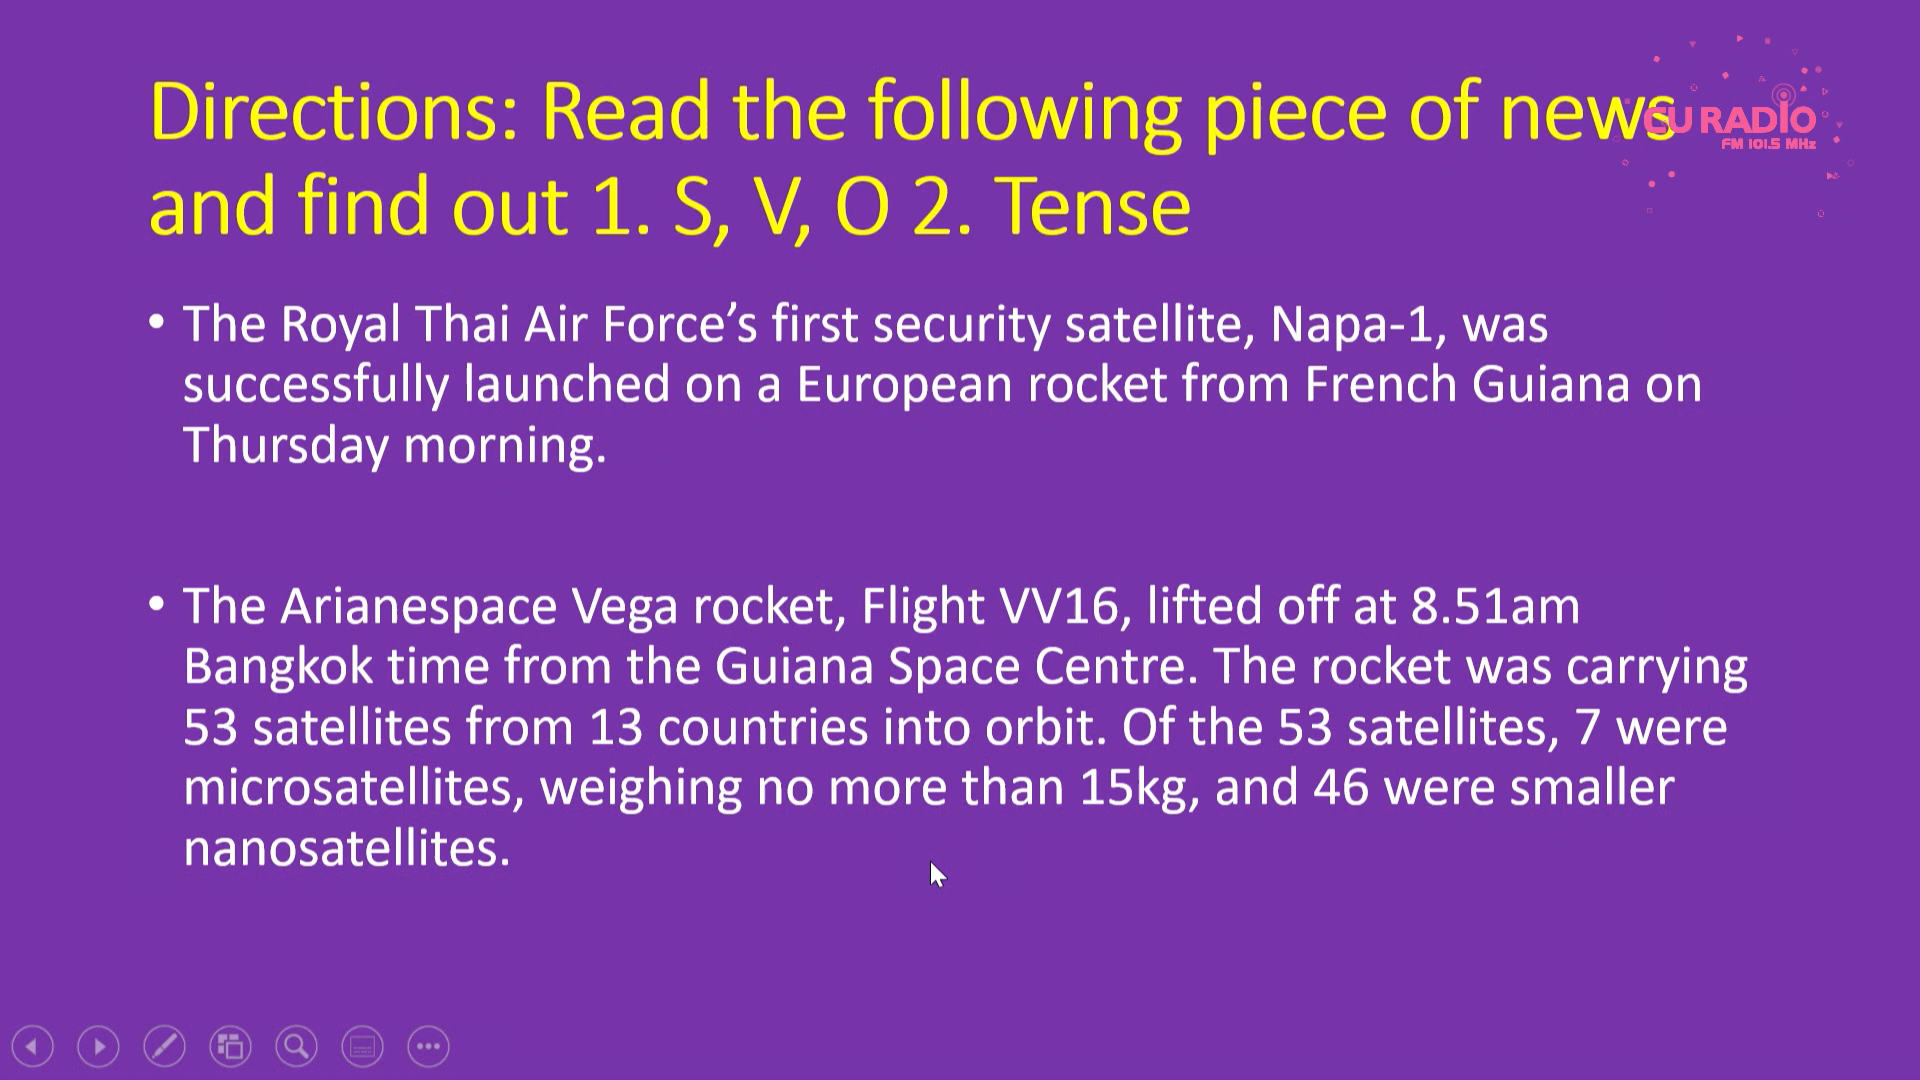 Directions: Read the following piece of news
and find out 1. S, V, O 2. Tense
CU RADIO
FM 101.5 MHz
• The Royal Thai Air Force’s first security satellite, Napa-1, was
successfully launched on a European rocket from French Guiana on
Thursday morning.
• The Arianespace Vega rocket, Flight VV16, lifted off at 8.51am
Bangkok time from the Guiana Space Centre. The rocket was carrying
53 satellites from 13 countries into orbit. Of the 53 satellites, 7 were
microsatellites, weighing no more than 15kg, and 46 were smaller
nanosatellites.